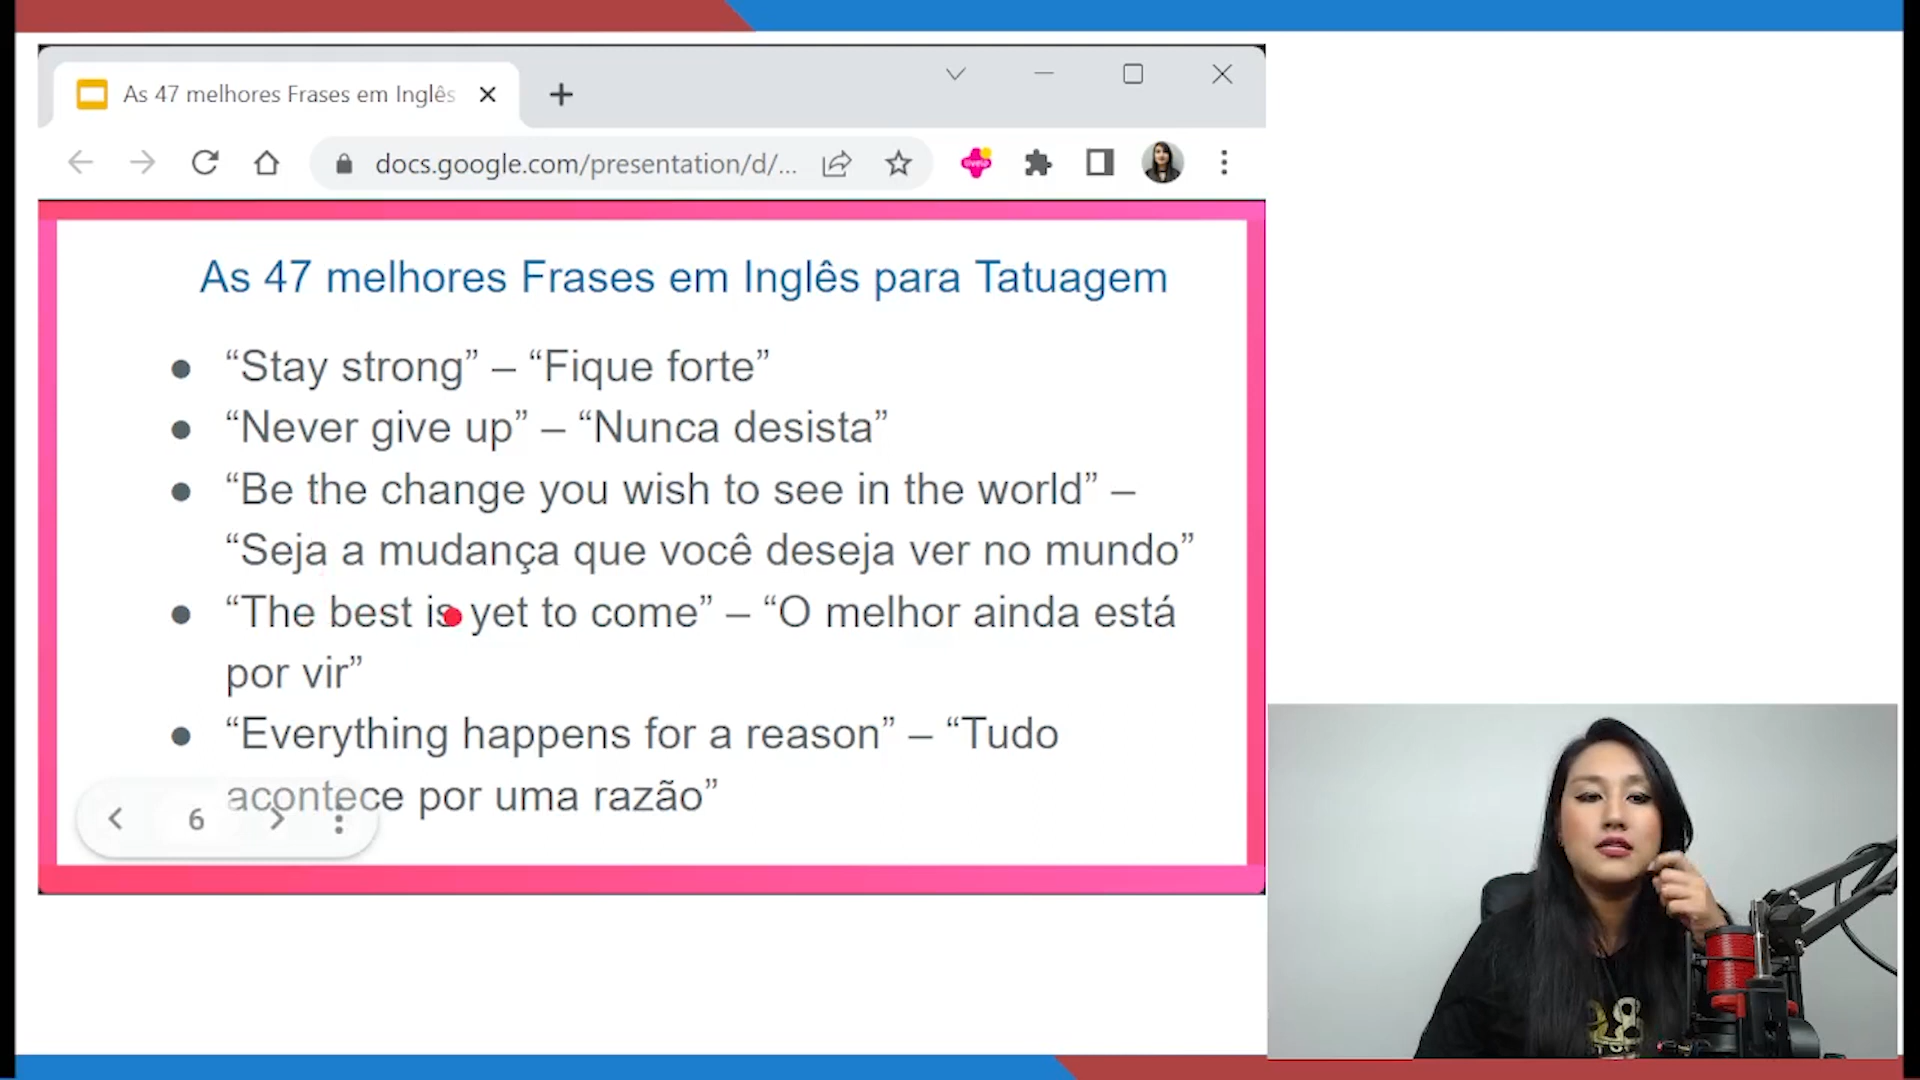 As 47 melhores Frases em Inglês
docs.google.com/presentation/d/...
As 47 melhores Frases em Inglês para Tatuagem
● “Stay strong” – “Fique forte”
● “Never give up” – “Nunca desista”
● “Be the change you wish to see in the world” –
“Seja a mudança que você deseja ver no mundo”
● “The best is yet to come” – “O melhor ainda está
por vir”
● “Everything happens for a reason” – “Tudo
acontece por uma razão”
6